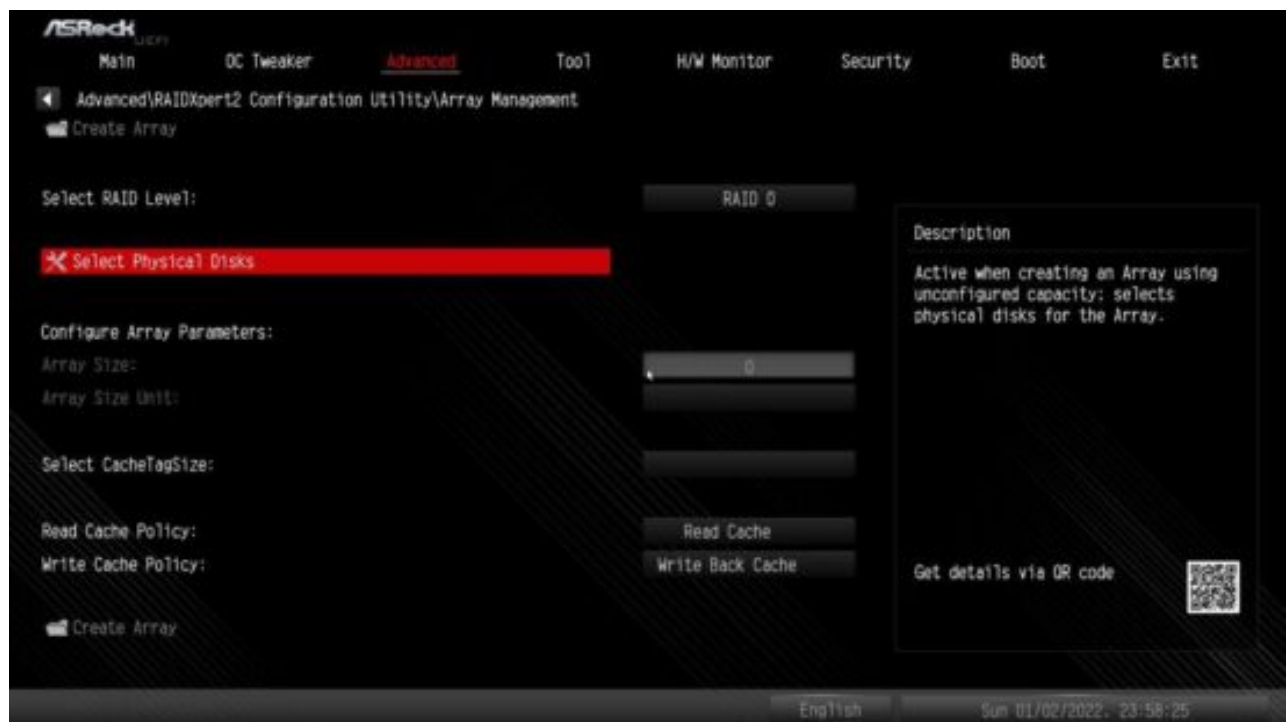 ASRock
UEFI
Main OC Tweaker Advanced Tool H/W Monitor Security Boot Exit
Advanced\RAIDXpert2 Configuration Utility\Array Management
Create Array
Select RAID Level: RAID 0
Select Physical Disks
Configure Array Parameters:
Array Size: 0
Array Size Unit:
Select CacheTagSize:
Read Cache Policy: Read Cache
Write Cache Policy: Write Back Cache
Create Array
Description
Active when creating an Array using
unconfigured capacity; selects
physical disks for the Array.
Get details via QR code
English Sun 01/02/2022, 23:58:25